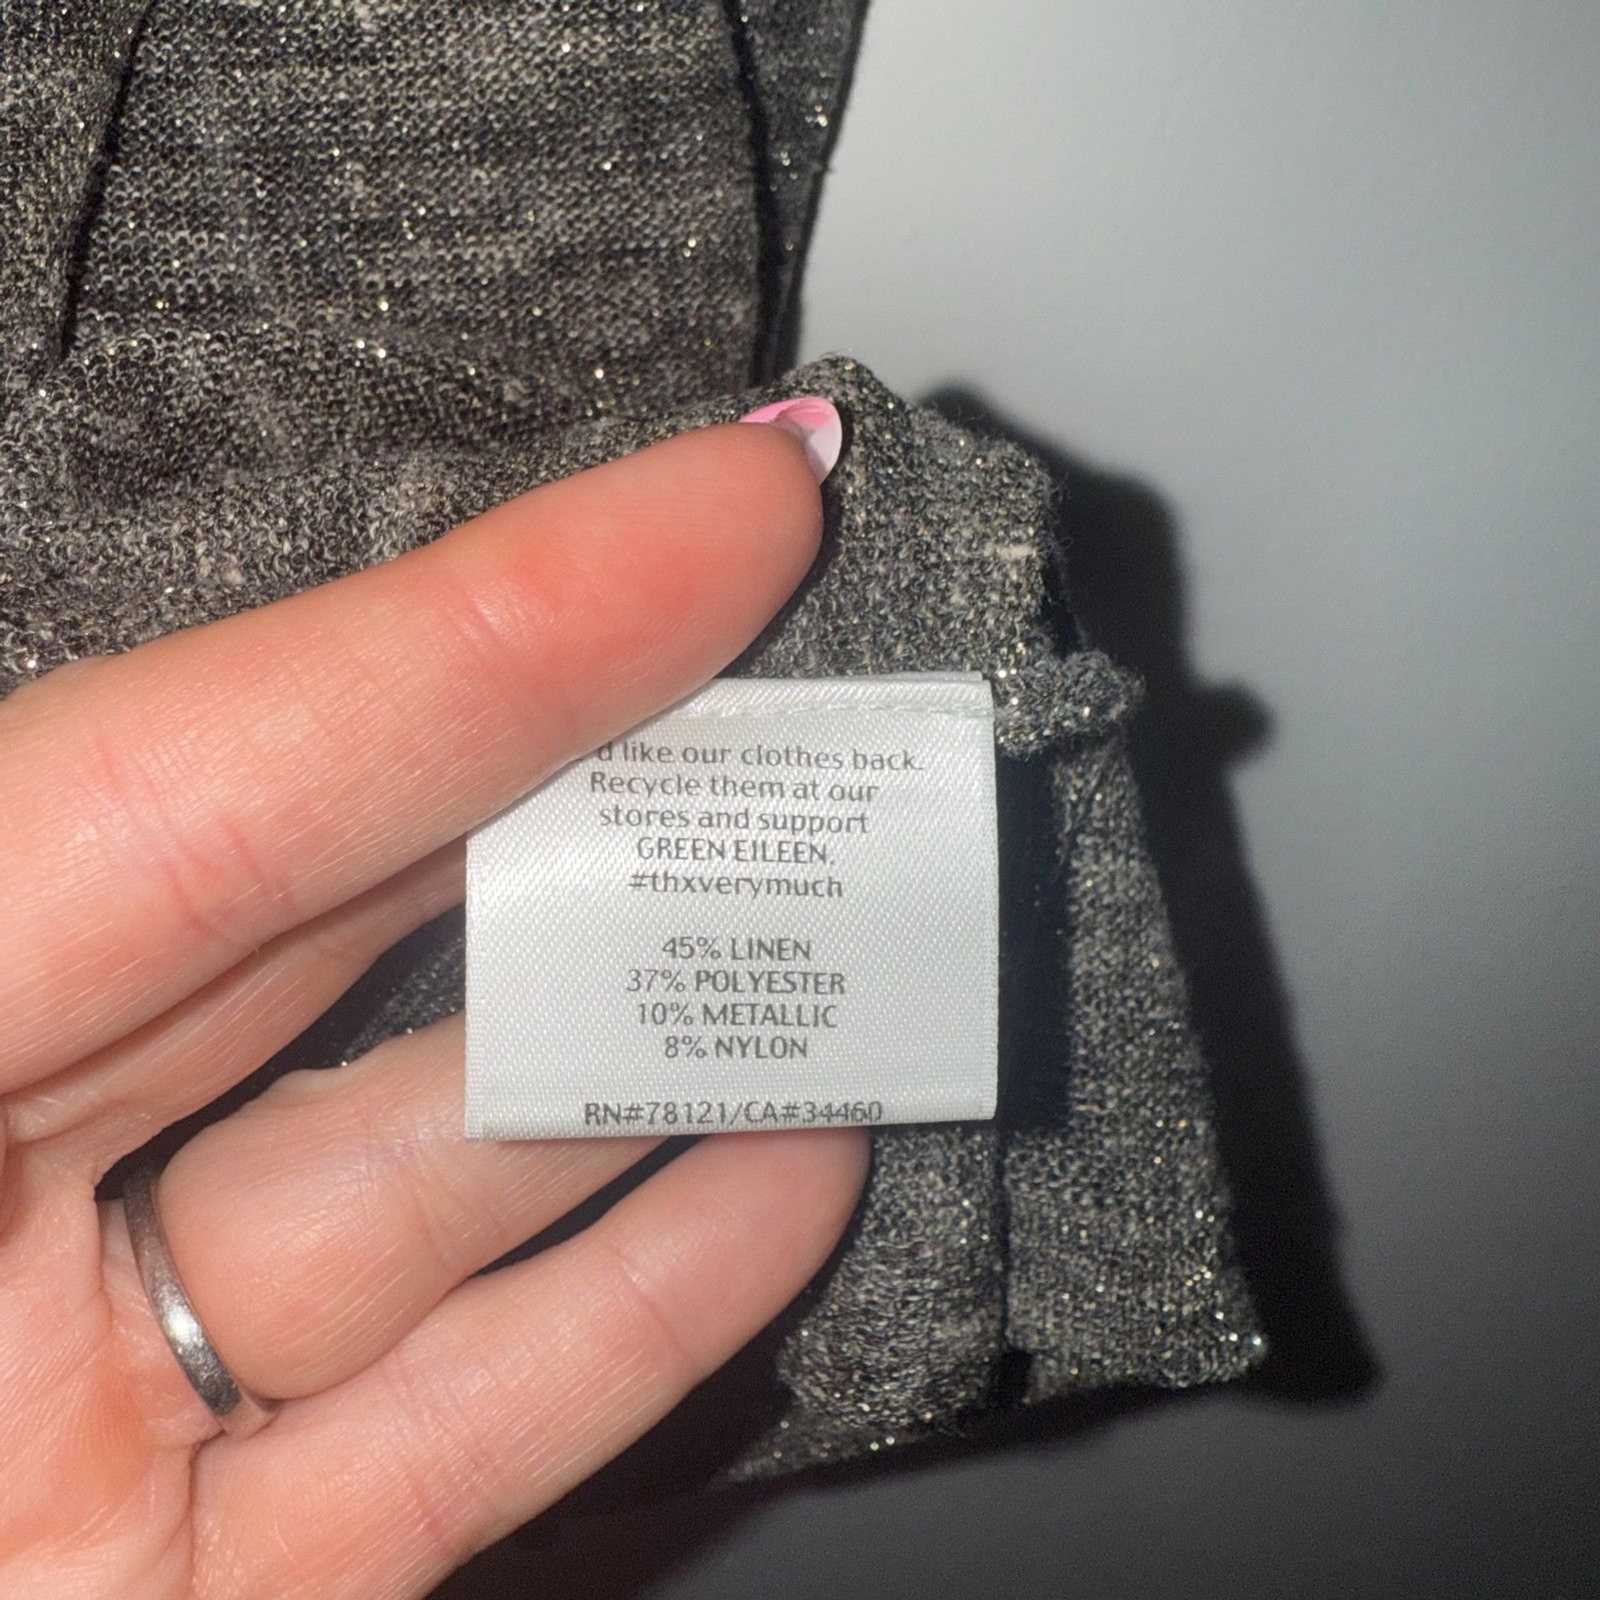 d like our clothes back.
Recycle them at our
stores and support
GREEN EILEEN.
#thxverymuch
45% LINEN
37% POLYESTER
10% METALLIC
8% NYLON
RN#78121/CA#34460